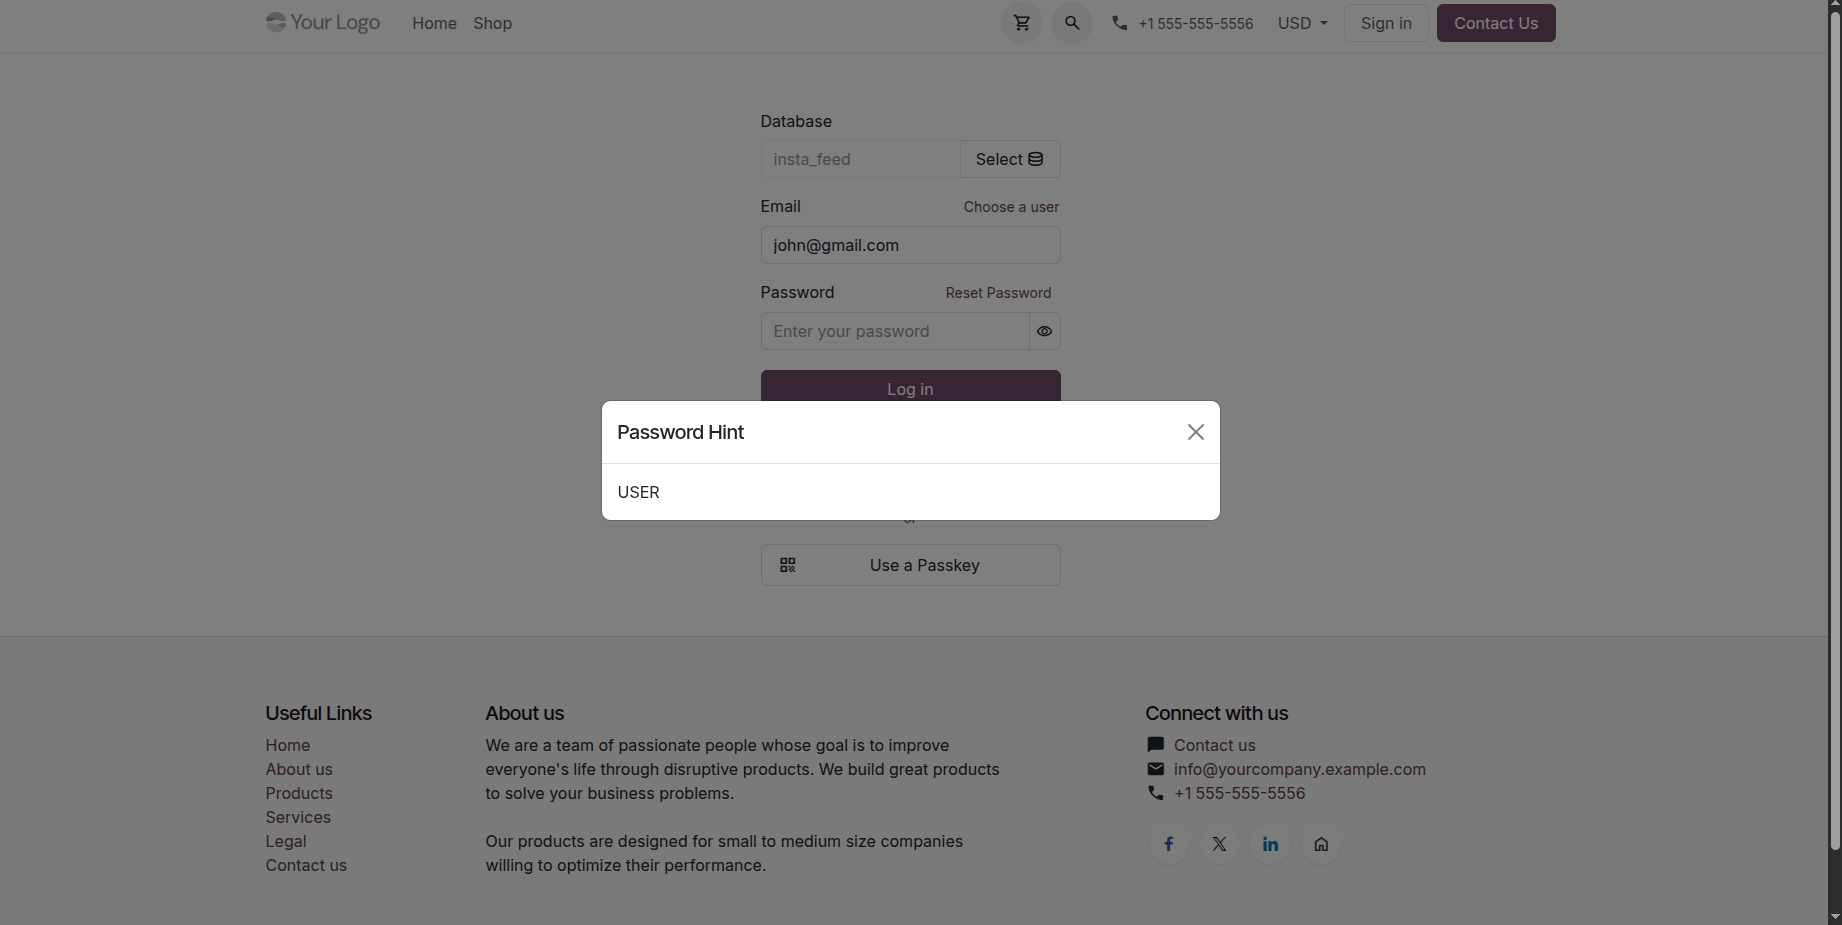 Your Logo
Home
Shop
+1 555-555-5556
USD
Sign in
Contact Us
Database
insta_feed
Select
Email
Choose a user
john@gmail.com
Password
Reset Password
Enter your password
Log in
Password Hint
USER
Use a Passkey
Useful Links
Home
About us
Products
Services
Legal
Contact us
About us
We are a team of passionate people whose goal is to improve
everyone's life through disruptive products. We build great products
to solve your business problems.
Our products are designed for small to medium size companies
willing to optimize their performance.
Connect with us
Contact us
info@yourcompany.example.com
+1 555-555-5556